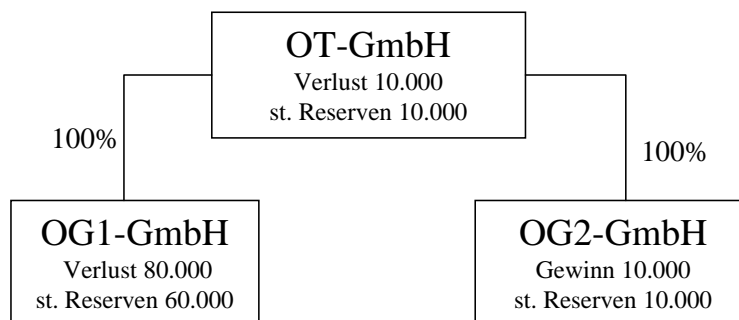 OT-GmbH
Verlust 10.000
st. Reserven 10.000
100%
100%
OG1-GmbH
Verlust 80.000
st. Reserven 60.000
OG2-GmbH
Gewinn 10.000
st. Reserven 10.000